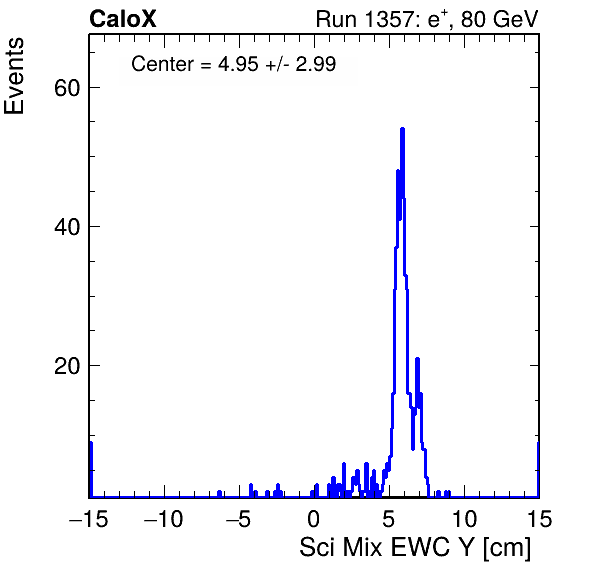 CaloX Run 1357: e⁺, 80 GeV
Center = 4.95 +/- 2.99
Events
60
40
20
−15 −10 −5 0 5 10 15
Sci Mix EWC Y [cm]